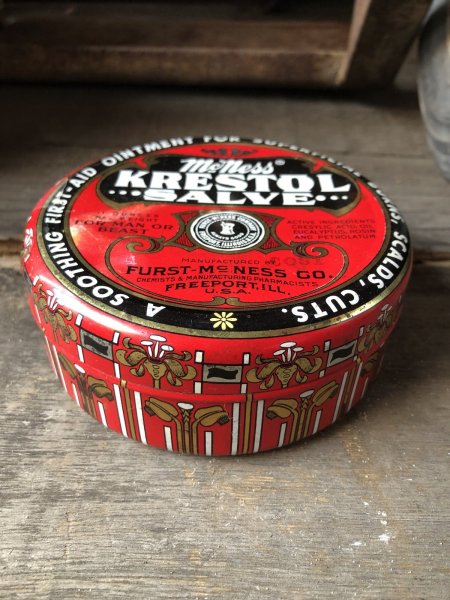 A SOOTHING FIRST-AID OINTMENT FOR SUPERFICIAL BURNS, SCALDS, CUTS.
McNess®
KRESTOL
SALVE
FOR MAN OR
BEAST
ACTIVE INGREDIENTS
CRESYLIC ACID, OIL
EUCALYPTUS, ROSIN
AND PETROLATUM
MANUFACTURED BY
FURST-McNESS CO.
CHEMISTS & MANUFACTURING PHARMACISTS
FREEPORT, ILL.
U.S.A.